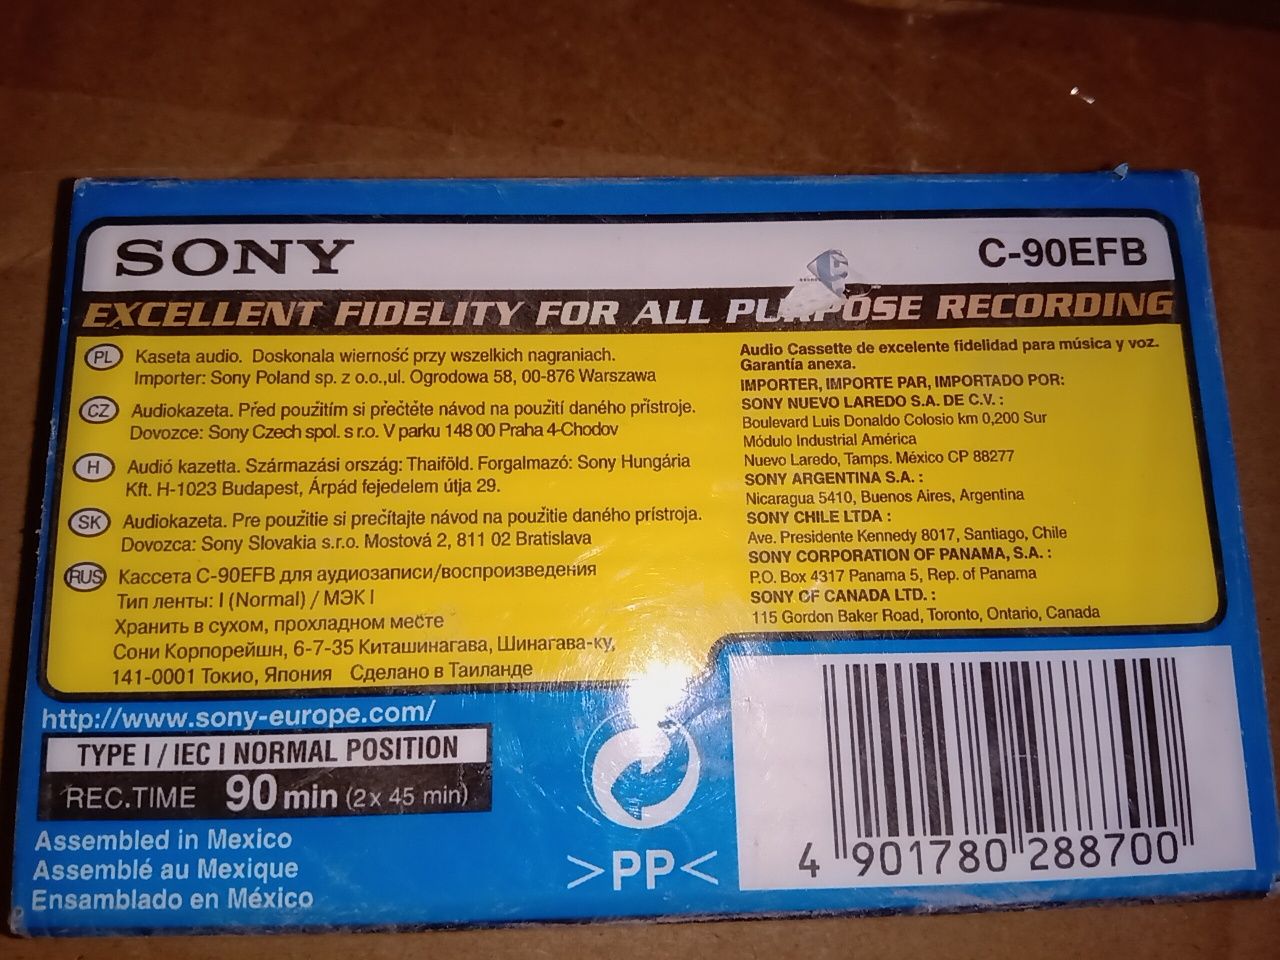 SONY
C-90EFB
EXCELLENT FIDELITY FOR ALL PURPOSE RECORDING
PL Kaseta audio. Doskonala wierność przy wszelkich nagraniach.
Importer: Sony Poland sp. z o.o.,ul. Ogrodowa 58, 00-876 Warszawa
CZ Audiokazeta. Před použitím si přečtěte návod na použití daného přístroje.
Dovozce: Sony Czech spol. s r.o. V parku 148 00 Praha 4-Chodov
H Audió kazetta. Származási ország: Thaiföld. Forgalmazó: Sony Hungária
Kft. H-1023 Budapest, Árpád fejedelem útja 29.
SK Audiokazeta. Pre použitie si prečítajte návod na použitie daného prístroja.
Dovozca: Sony Slovakia s.r.o. Mostová 2, 811 02 Bratislava
RUS Кассета C-90EFB для аудиозаписи/воспроизведения
Тип ленты: I (Normal) / МЭК I
Хранить в сухом, прохладном месте
Сони Корпорейшн, 6-7-35 Киташинагава, Шинагава-ку,
141-0001 Токио, Япония Сделано в Таиланде
Audio Cassette de excelente fidelidad para música y voz.
Garantía anexa.
IMPORTER, IMPORTE PAR, IMPORTADO POR:
SONY NUEVO LAREDO S.A. DE C.V. :
Boulevard Luis Donaldo Colosio km 0,200 Sur
Módulo Industrial América
Nuevo Laredo, Tamps. México CP 88277
SONY ARGENTINA S.A. :
Nicaragua 5410, Buenos Aires, Argentina
SONY CHILE LTDA :
Ave. Presidente Kennedy 8017, Santiago, Chile
SONY CORPORATION OF PANAMA, S.A. :
P.O. Box 4317 Panama 5, Rep. of Panama
SONY OF CANADA LTD. :
115 Gordon Baker Road, Toronto, Ontario, Canada
http://www.sony-europe.com/
TYPE I / IEC I NORMAL POSITION
REC.TIME 90 min (2 x 45 min)
Assembled in Mexico
Assemblé au Mexique
Ensamblado en México
>PP<
4 901780 288700